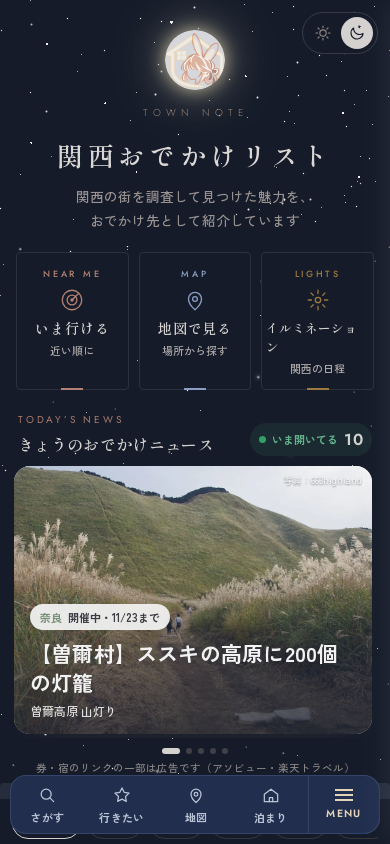 TOWN NOTE
関西おでかけリスト
関西の街を調査して見つけた魅力を、
おでかけ先として紹介しています
NEAR ME
いま行ける
近い順に
MAP
地図で見る
場所から探す
LIGHTS
イルミネーショ
ン
関西の日程
TODAY'S NEWS
きょうのおでかけニュース
いま開いてる 10
写真：663highland
奈良 開催中・11/23まで
【曽爾村】ススキの高原に200個
の灯籠
曽爾高原 山灯り
券・宿のリンクの一部は広告です（アソビュー・楽天トラベル）
さがす
行きたい
地図
泊まり
MENU